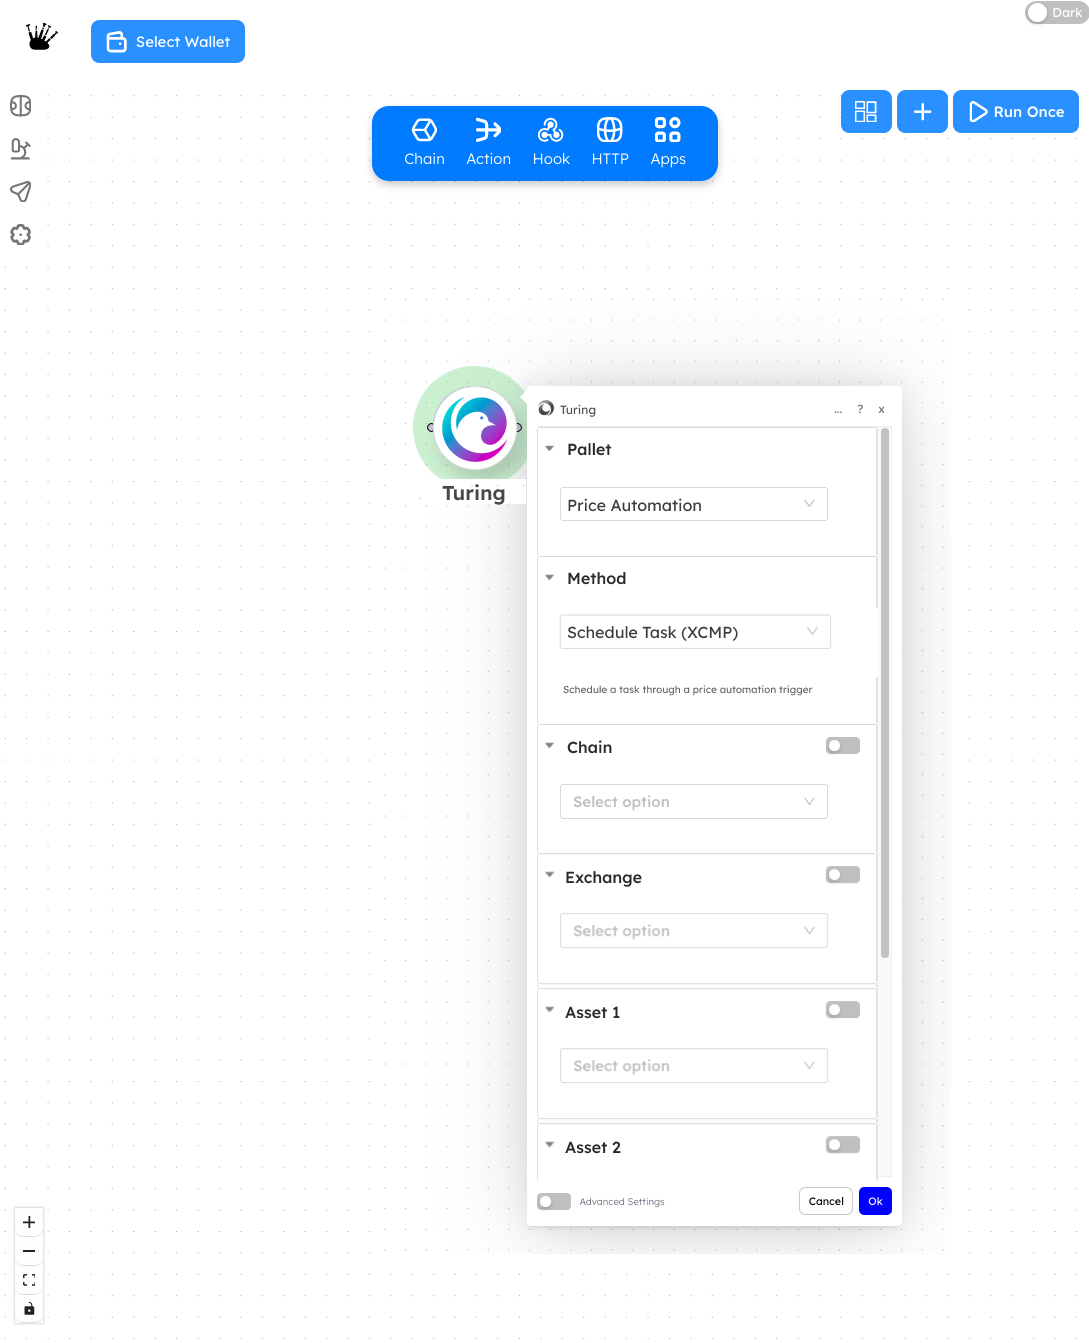 Dark
Select Wallet
Run Once
Chain Action Hook HTTP Apps
Turing
Turing ... ? x
Pallet
Price Automation
Method
Schedule Task (XCMP)
Schedule a task through a price automation trigger
Chain
Select option
Exchange
Select option
Asset 1
Select option
Asset 2
Advanced Settings Cancel Ok